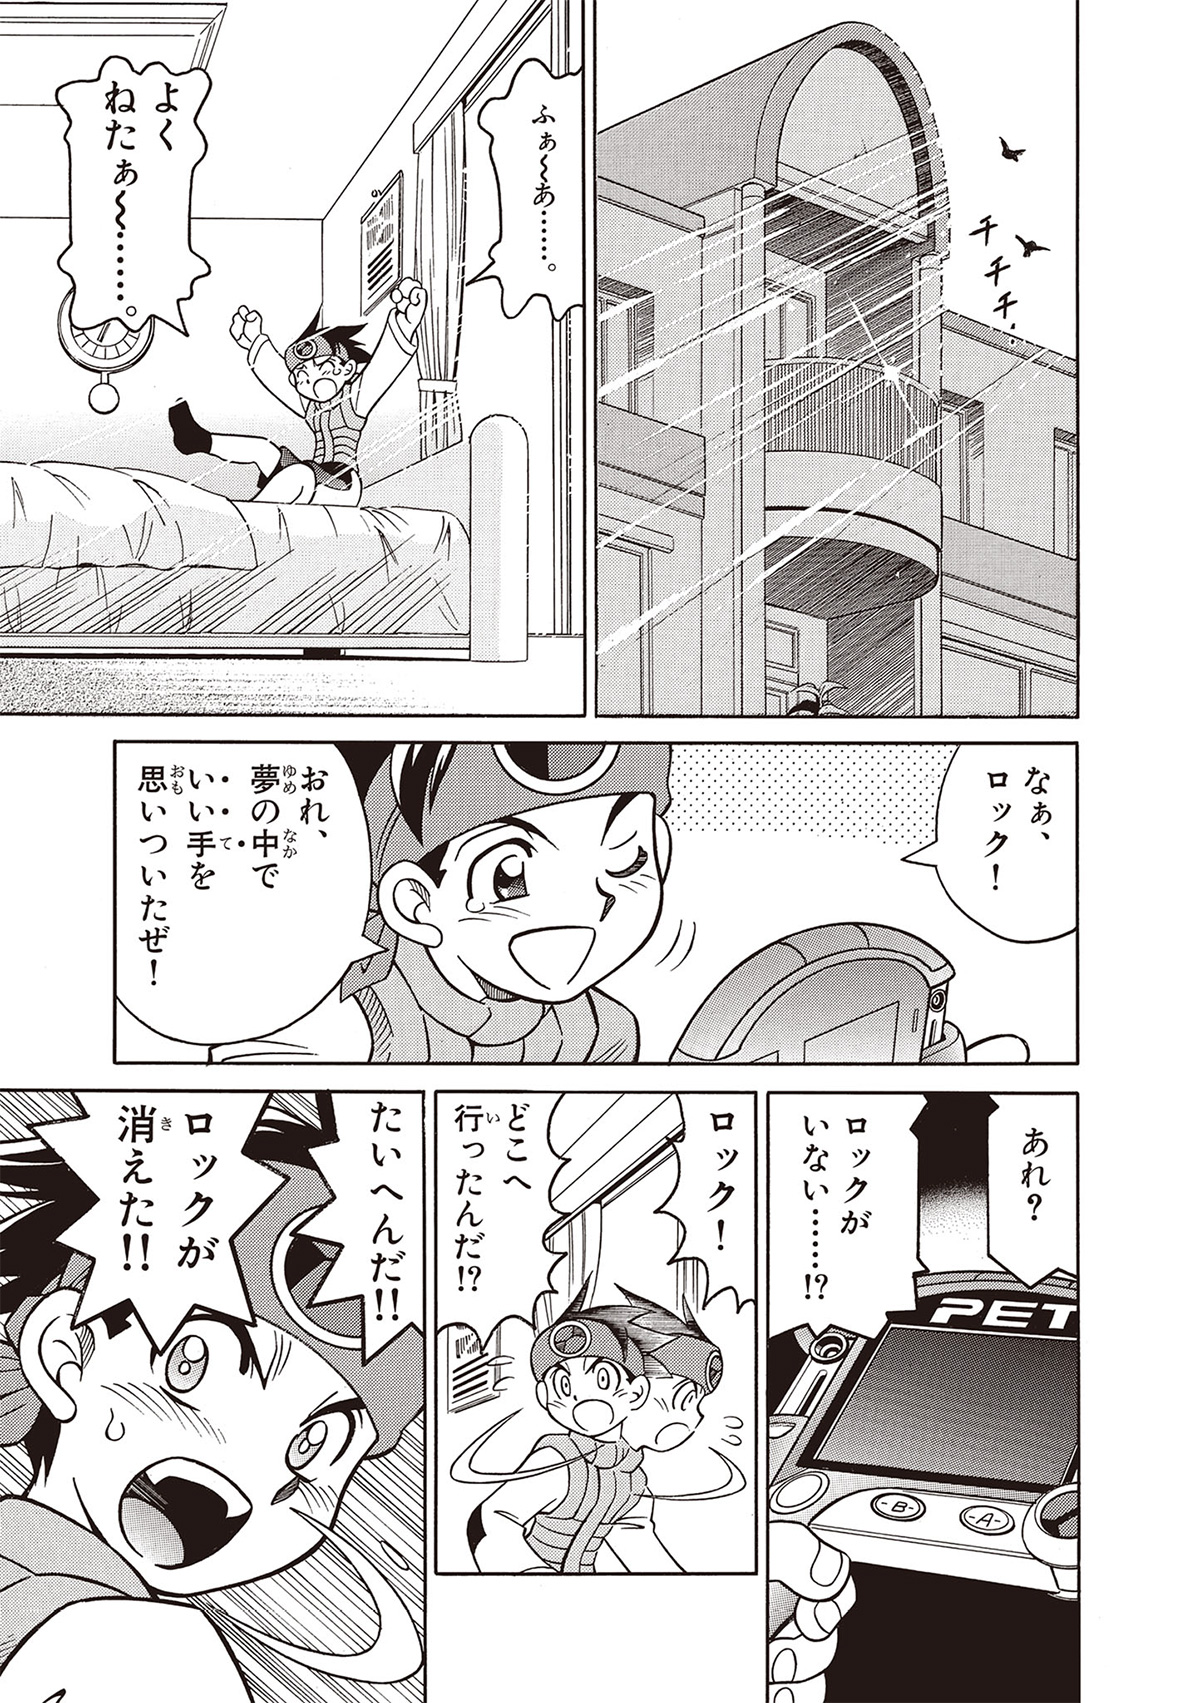 チチチ
ふぁ〜あ……。
よく
ねたぁ〜………。
なぁ、
ロック！
おれ、
夢の中で
いい手を
思いついたぜ！
あれ？
ロックが
いない……!?
PET
-B-
-A-
ロック！
どこへ
行ったんだ!?
たいへんだ!!
ロックが
消えた!!